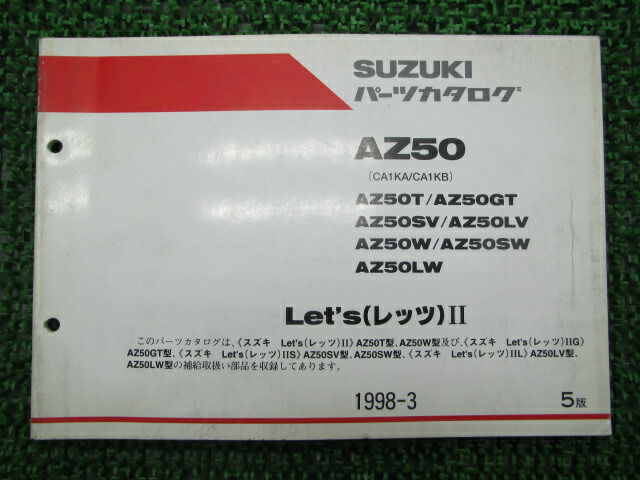 SUZUKI
パーツカタログ
AZ50
(CA1KA/CA1KB)
AZ50T/AZ50GT
AZ50SV/AZ50LV
AZ50W/AZ50SW
AZ50LW
Let's(レッツ)II
このパーツカタログは、《スズキ Let's(レッツ)II》AZ50T型、AZ50W型及び、《スズキ Let's(レッツ)IIG》
AZ50GT型、《スズキ Let's(レッツ)IIS》AZ50SV型、AZ50SW型、《スズキ Let's(レッツ)IIL》AZ50LV型、
AZ50LW型の補給取扱い部品を収録してあります。
1998-3 5版